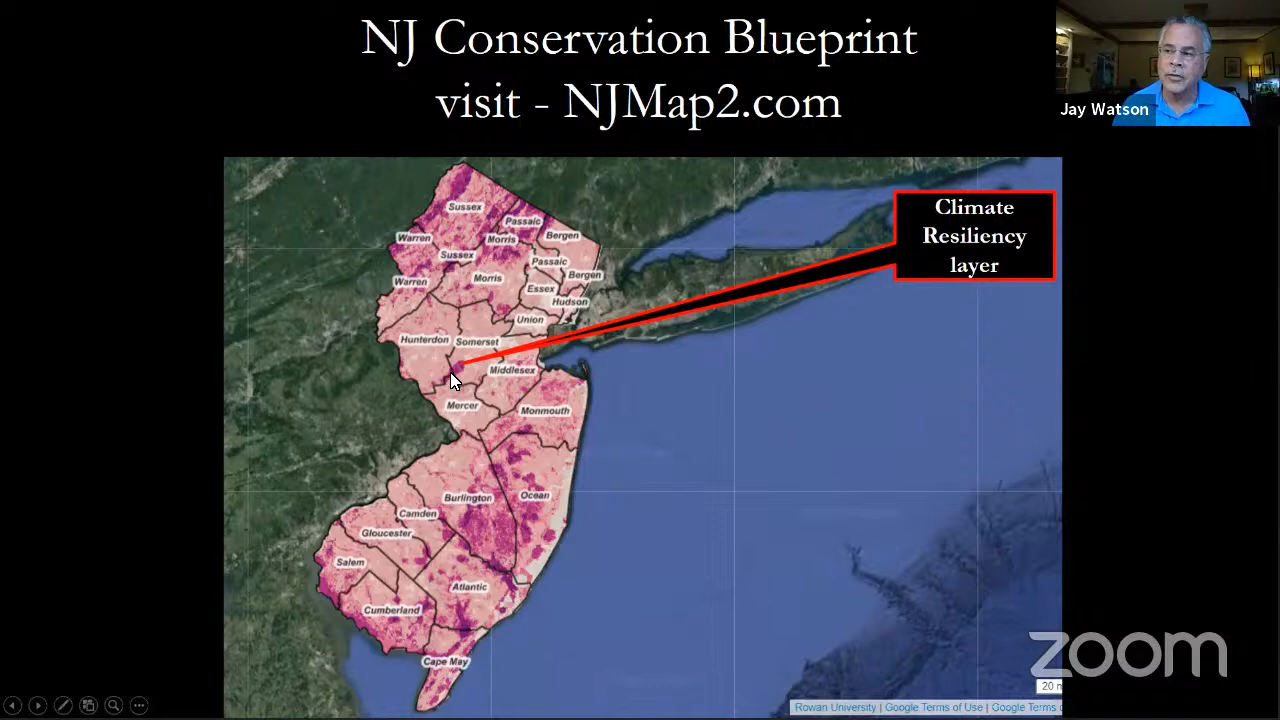 NJ Conservation Blueprint
visit - NJMap2.com
Jay Watson
Climate
Resiliency
layer
Sussex
Passaic
Warren
Morris
Bergen
Sussex
Passaic
Warren
Morris
Bergen
Essex
Hudson
Union
Hunterdon
Somerset
Middlesex
Mercer
Monmouth
Burlington
Ocean
Camden
Gloucester
Salem
Atlantic
Cumberland
Cape May
zoom
20 m
Rowan University | Google Terms of Use | Google Terms